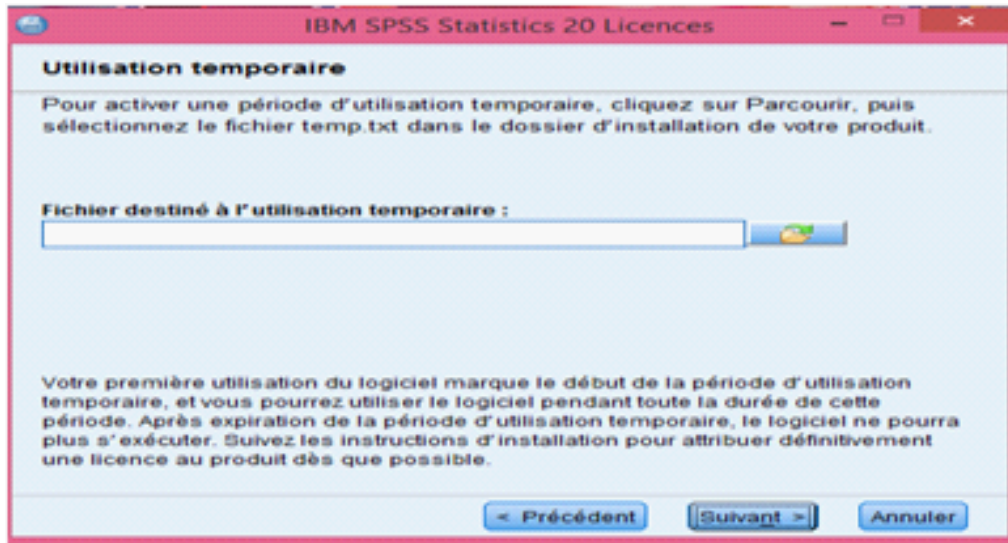 IBM SPSS Statistics 20 Licences
Utilisation temporaire
Pour activer une période d'utilisation temporaire, cliquez sur Parcourir, puis
sélectionnez le fichier temp.txt dans le dossier d'installation de votre produit.
Fichier destiné à l'utilisation temporaire :
Votre première utilisation du logiciel marque le début de la période d'utilisation
temporaire, et vous pourrez utiliser le logiciel pendant toute la durée de cette
période. Après expiration de la période d'utilisation temporaire, le logiciel ne pourra
plus s'exécuter. Suivez les instructions d'installation pour attribuer définitivement
une licence au produit dès que possible.
< Précédent Suivant > Annuler